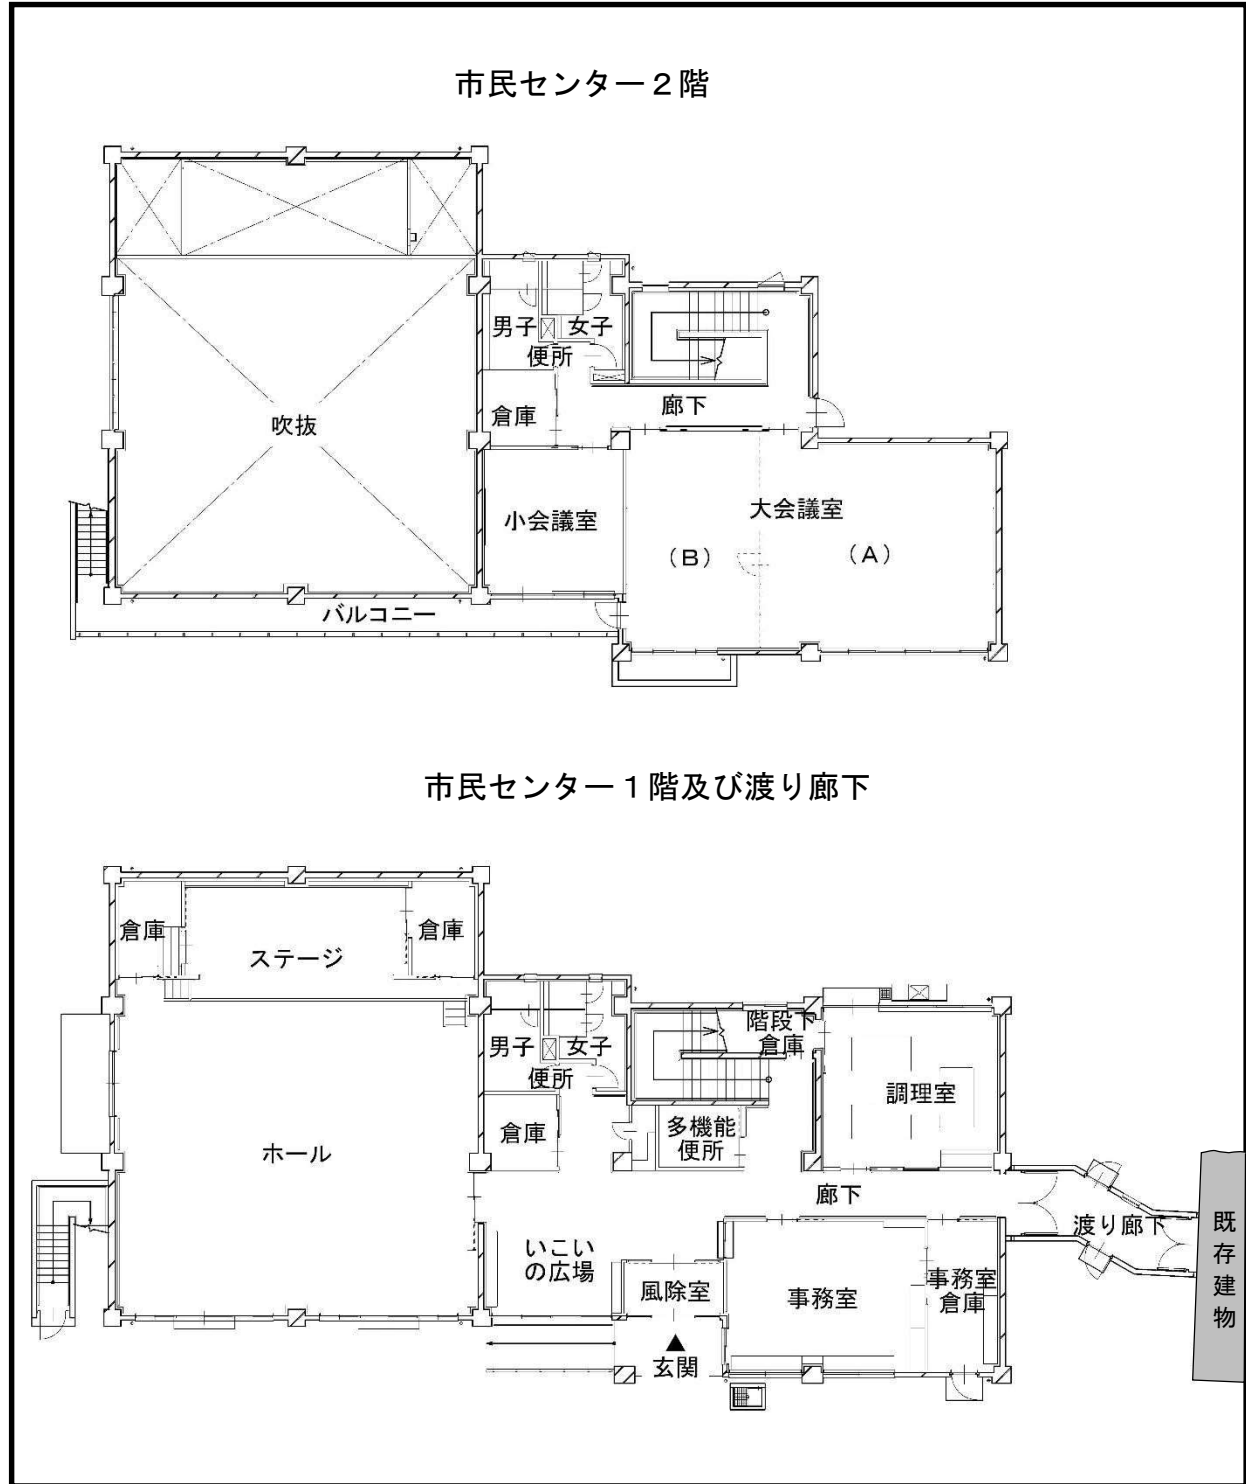 市民センター２階
男子
女子
便所
倉庫
廊下
吹抜
小会議室
大会議室
（B）
（A）
バルコニー
市民センター１階及び渡り廊下
倉庫
ステージ
倉庫
男子
女子
便所
階段下
倉庫
調理室
倉庫
多機能
便所
ホール
廊下
渡り廊下
既存建物
いこい
の広場
風除室
事務室
事務室
倉庫
▲
玄関